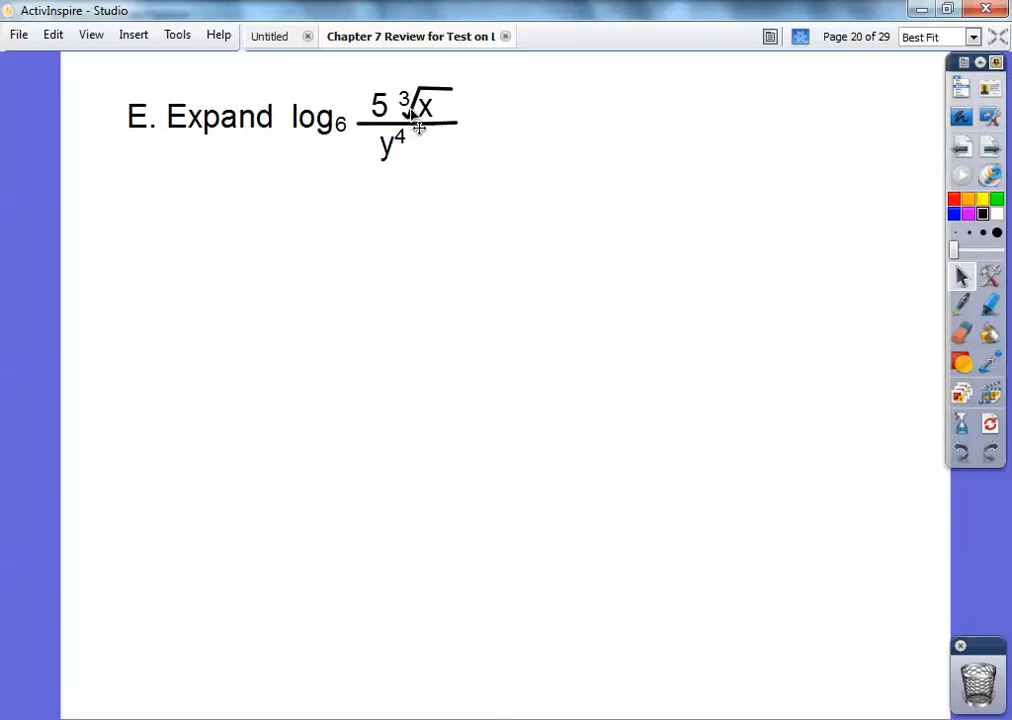 ActivInspire - Studio
File Edit View Insert Tools Help Untitled Chapter 7 Review for Test on L Page 20 of 29 Best Fit
E. Expand log₆ (5 ∛x)/(y⁴)